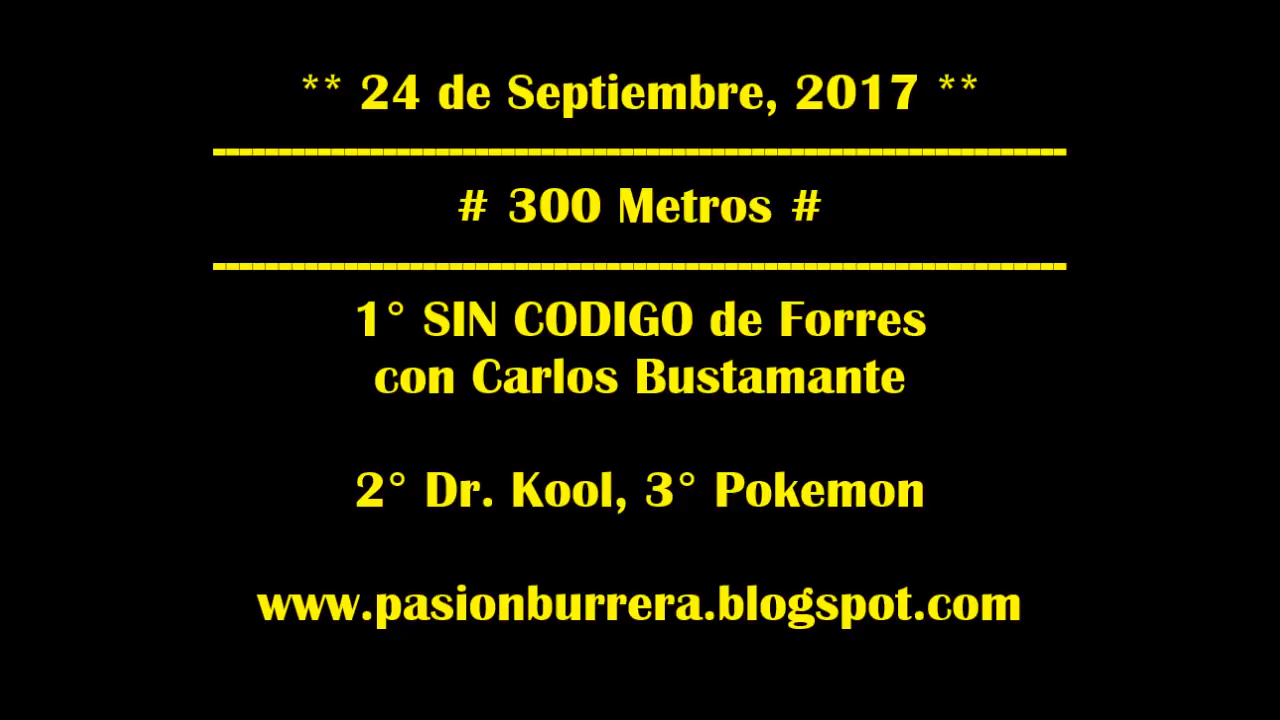 ** 24 de Septiembre, 2017 **
-----------------------------------------------------------------
# 300 Metros #
-----------------------------------------------------------------
1° SIN CODIGO de Forres
con Carlos Bustamante
2° Dr. Kool, 3° Pokemon
www.pasionburrera.blogspot.com